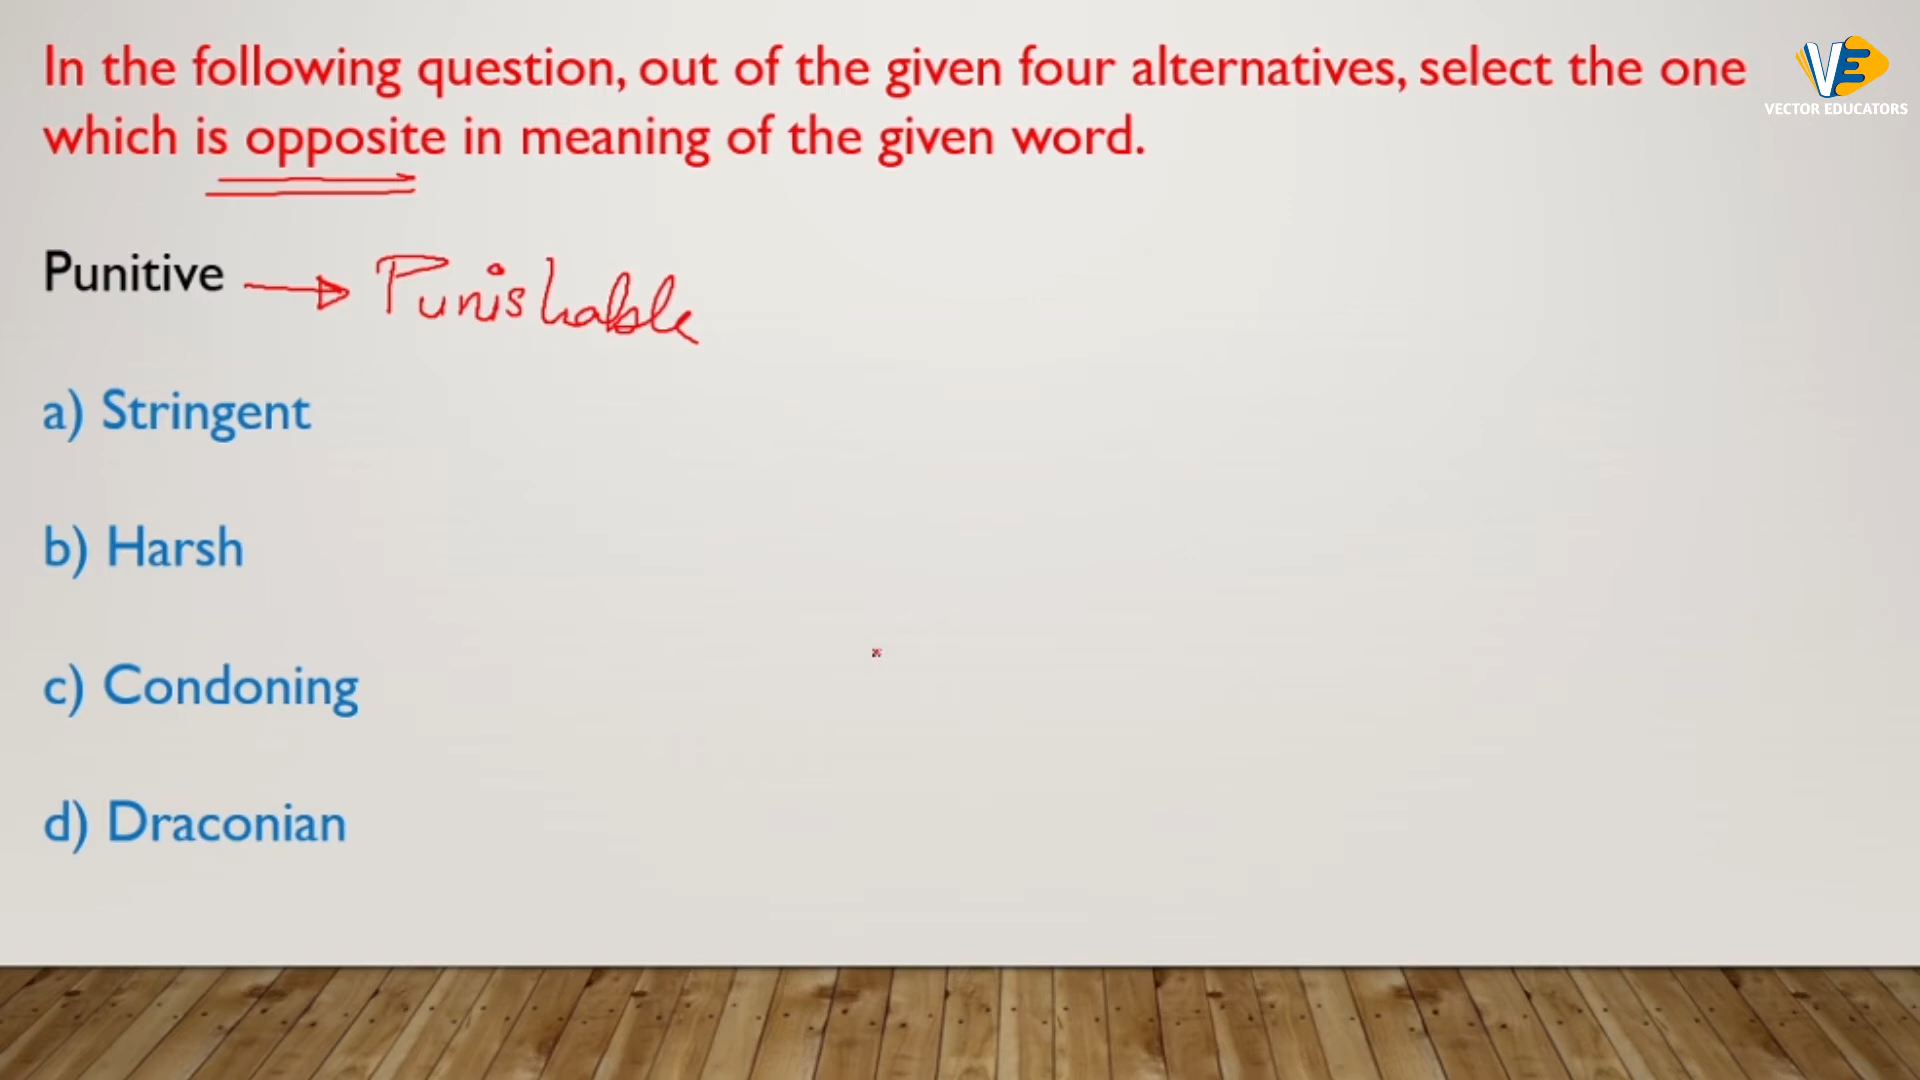 In the following question, out of the given four alternatives, select the one
which is opposite in meaning of the given word.
VECTOR EDUCATORS
Punitive → Punishable
a) Stringent
b) Harsh
c) Condoning
d) Draconian